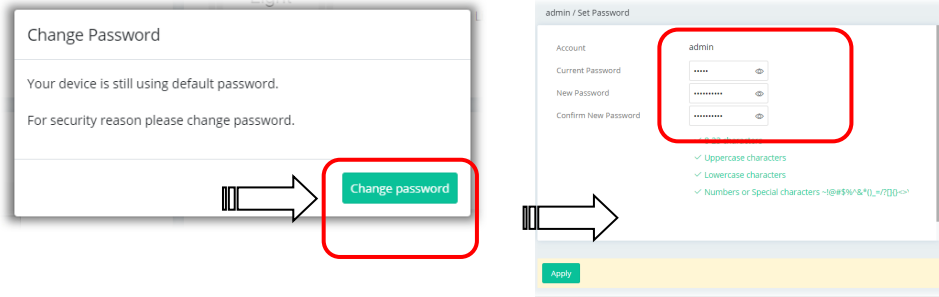 Light
Change Password
Your device is still using default password.
For security reason please change password.
Change password
admin / Set Password
Account admin
Current Password •••••
New Password ••••••••••
Confirm New Password ••••••••••
characters
✓ Uppercase characters
✓ Lowercase characters
✓ Numbers or Special characters
Apply